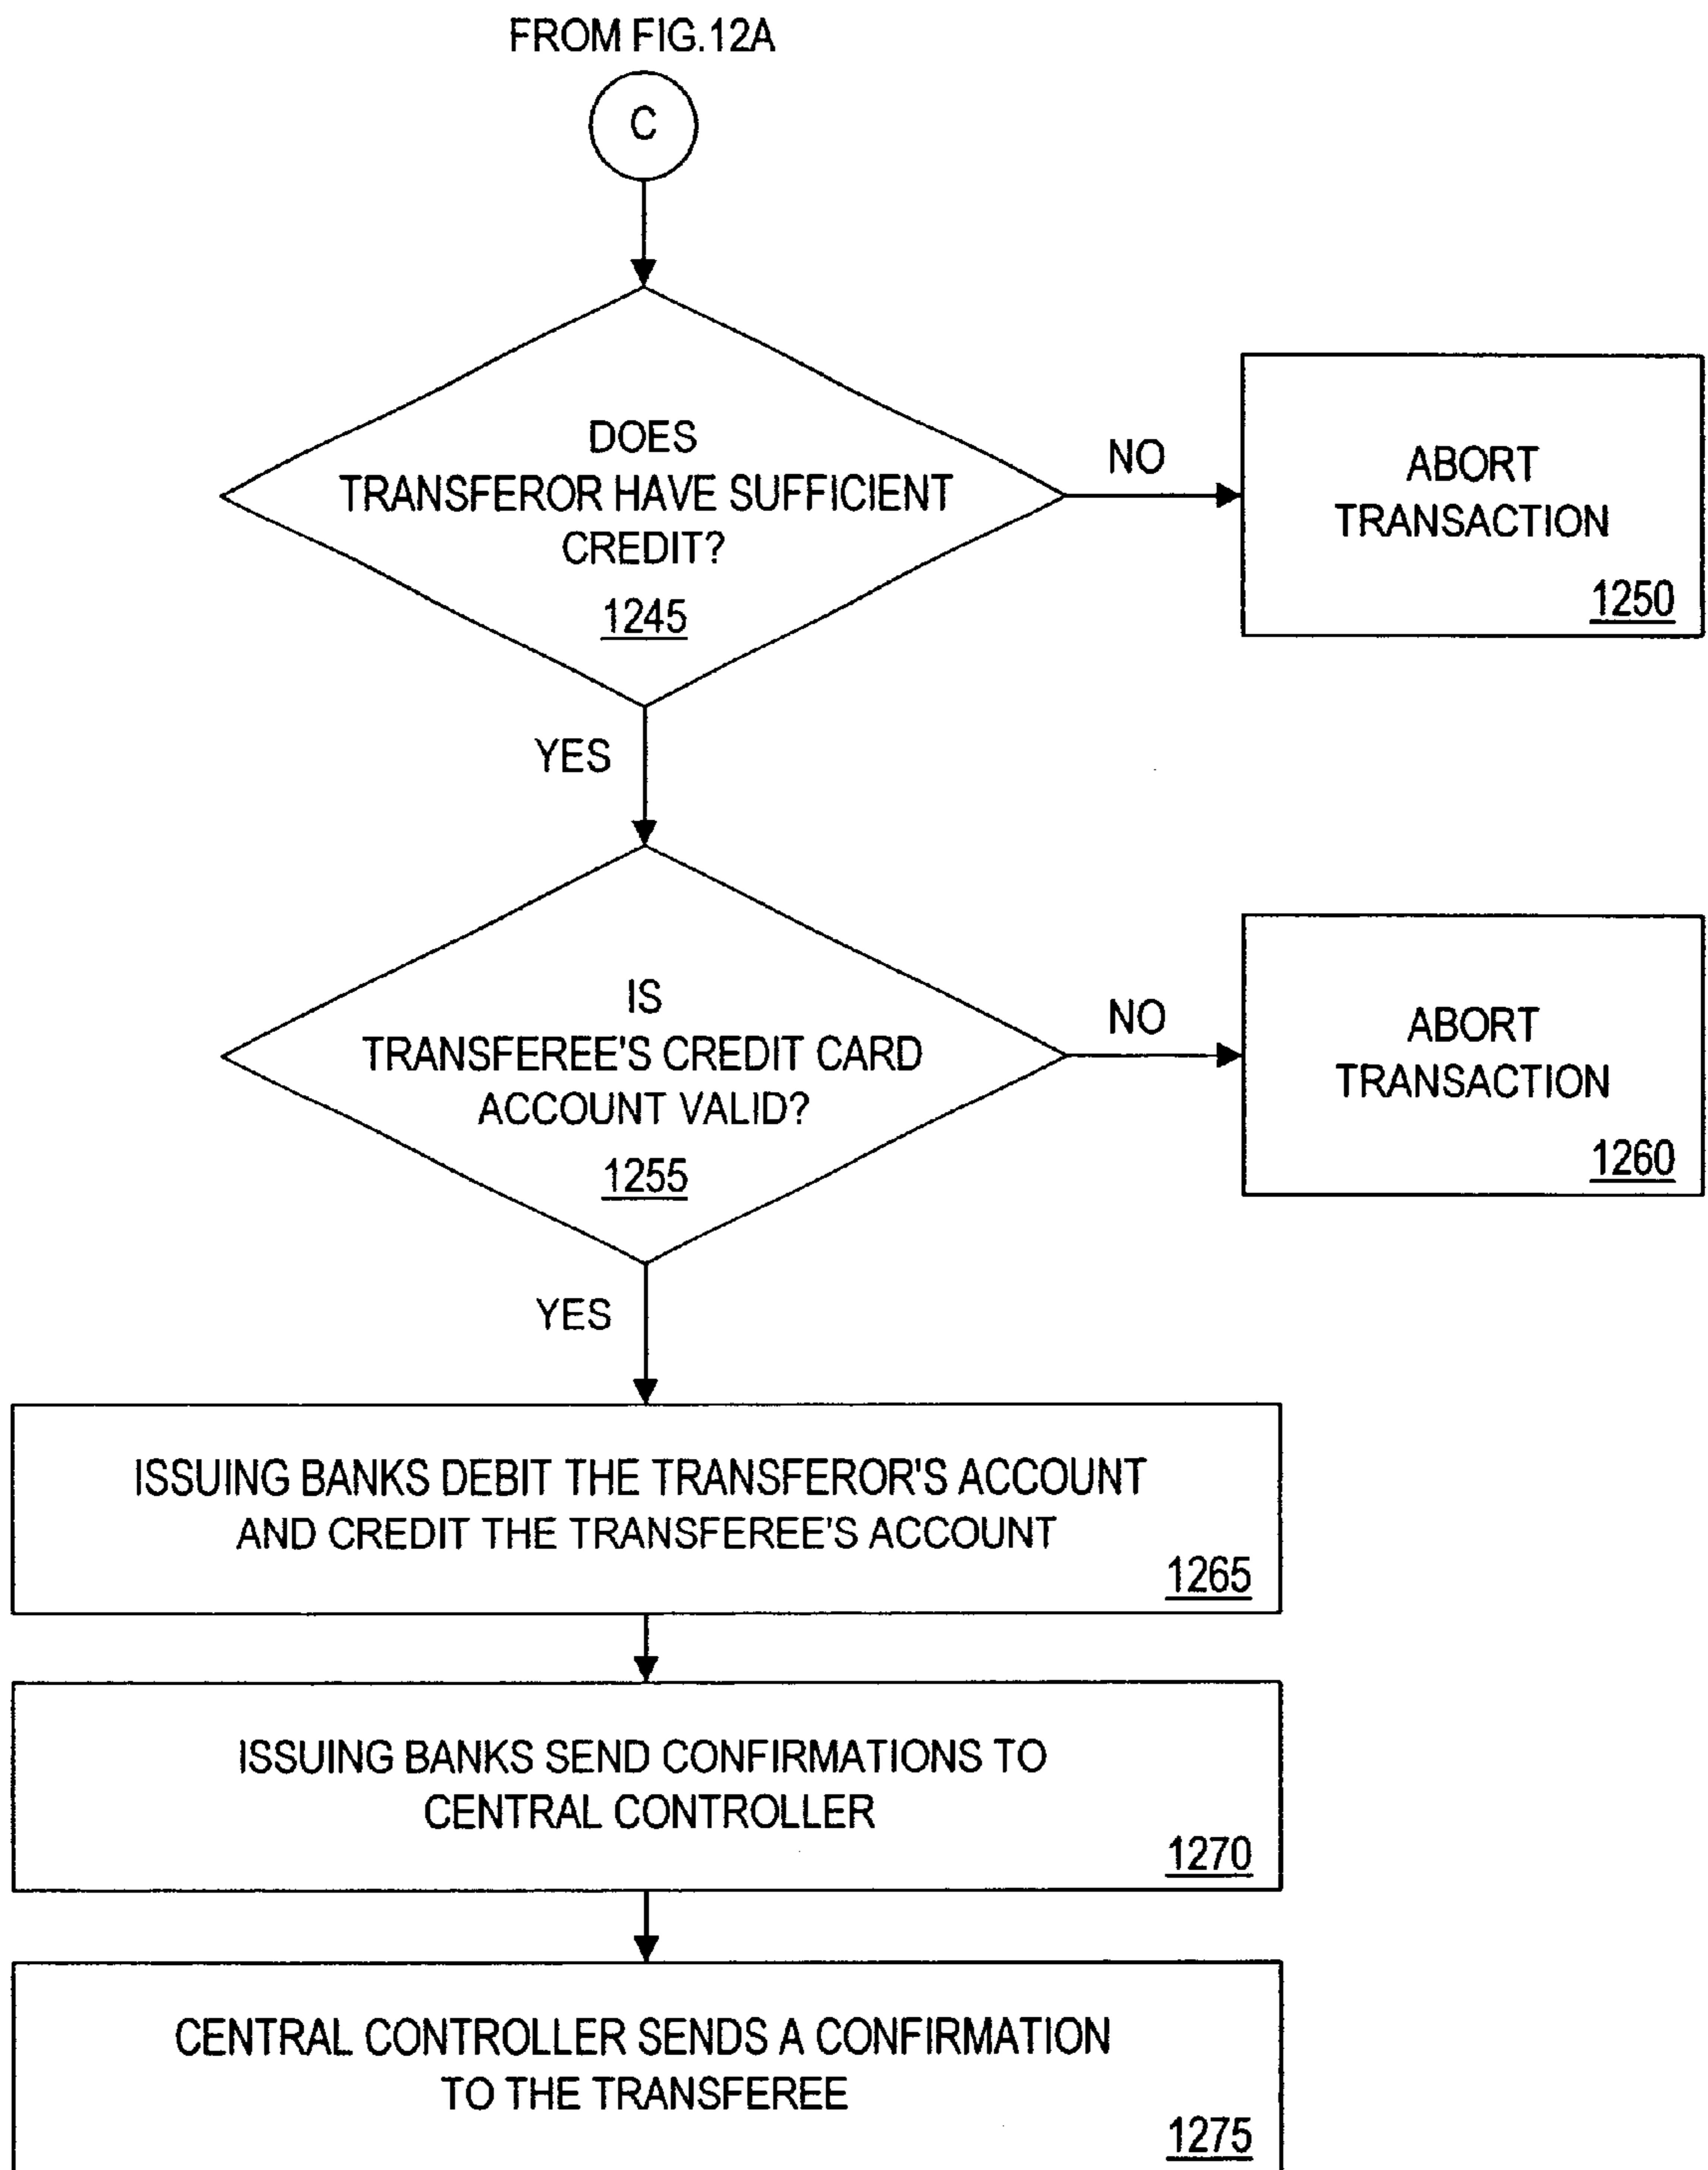 FROM FIG.12A
C
DOES
TRANSFEROR HAVE SUFFICIENT
CREDIT?
1245
NO
ABORT
TRANSACTION
1250
YES
IS
TRANSFEREE'S CREDIT CARD
ACCOUNT VALID?
1255
NO
ABORT
TRANSACTION
1260
YES
ISSUING BANKS DEBIT THE TRANSFEROR'S ACCOUNT
AND CREDIT THE TRANSFEREE'S ACCOUNT
1265
ISSUING BANKS SEND CONFIRMATIONS TO
CENTRAL CONTROLLER
1270
CENTRAL CONTROLLER SENDS A CONFIRMATION
TO THE TRANSFEREE
1275